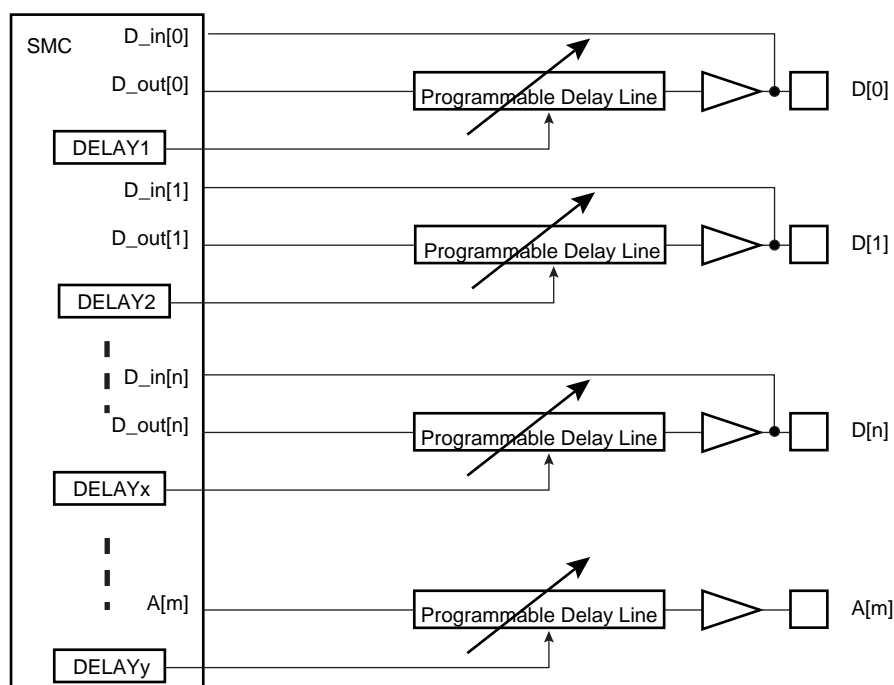 SMC
D_in[0]
D_out[0]
Programmable Delay Line
D[0]
DELAY1
D_in[1]
D_out[1]
Programmable Delay Line
D[1]
DELAY2
D_in[n]
D_out[n]
Programmable Delay Line
D[n]
DELAYx
A[m]
Programmable Delay Line
A[m]
DELAYy